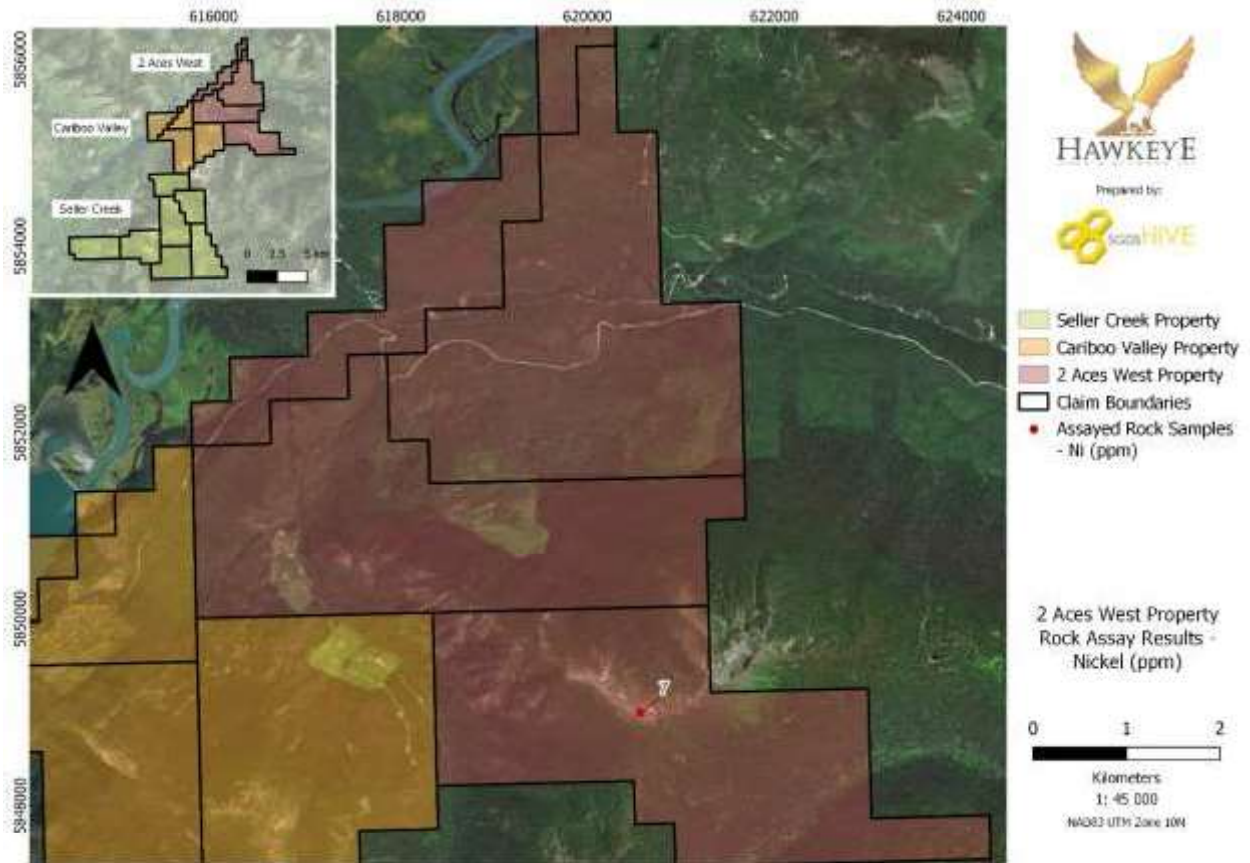 616000 618000 620000 622000 624000
5856000
5854000
5852000
5850000
5848000
2 Aces West
Cariboo Valley
Seller Creek
0 2.5 5 km
7
HAWKEYE
Prepared by:
HIVE
Seller Creek Property
Cariboo Valley Property
2 Aces West Property
Claim Boundaries
Assayed Rock Samples
- Ni (ppm)
2 Aces West Property
Rock Assay Results -
Nickel (ppm)
0 1 2
Kilometers
1: 45 000
NAD83 UTM Zone 10N